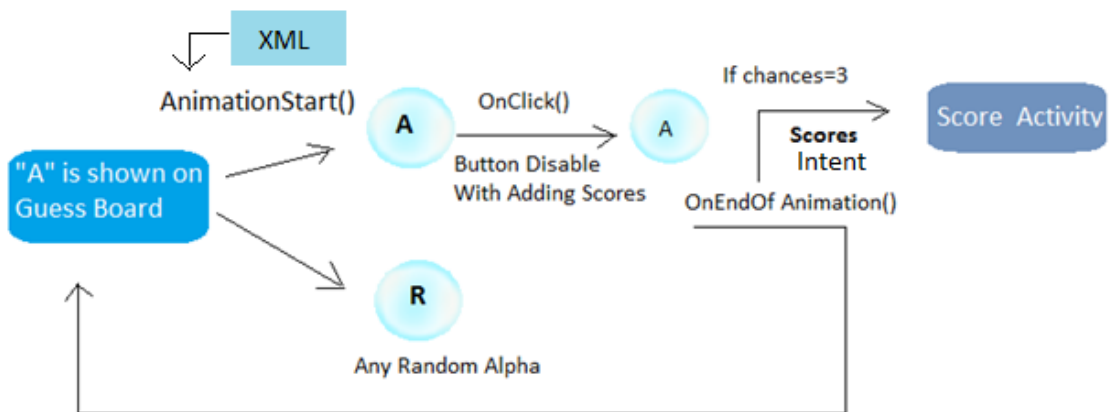 XML
AnimationStart()
"A" is shown on
Guess Board
A
OnClick()
Button Disable
With Adding Scores
A
If chances=3
Scores
Intent
OnEndOf Animation()
Score Activity
R
Any Random Alpha